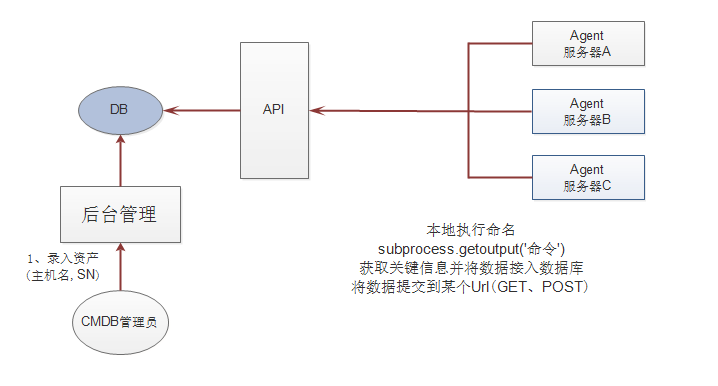 Agent
服务器A
DB
API
Agent
服务器B
Agent
服务器C
后台管理
1、录入资产
(主机名, SN)
CMDB管理员
本地执行命名
subprocess.getoutput('命令')
获取关键信息并将数据接入数据库
将数据提交到某个Url(GET、POST)